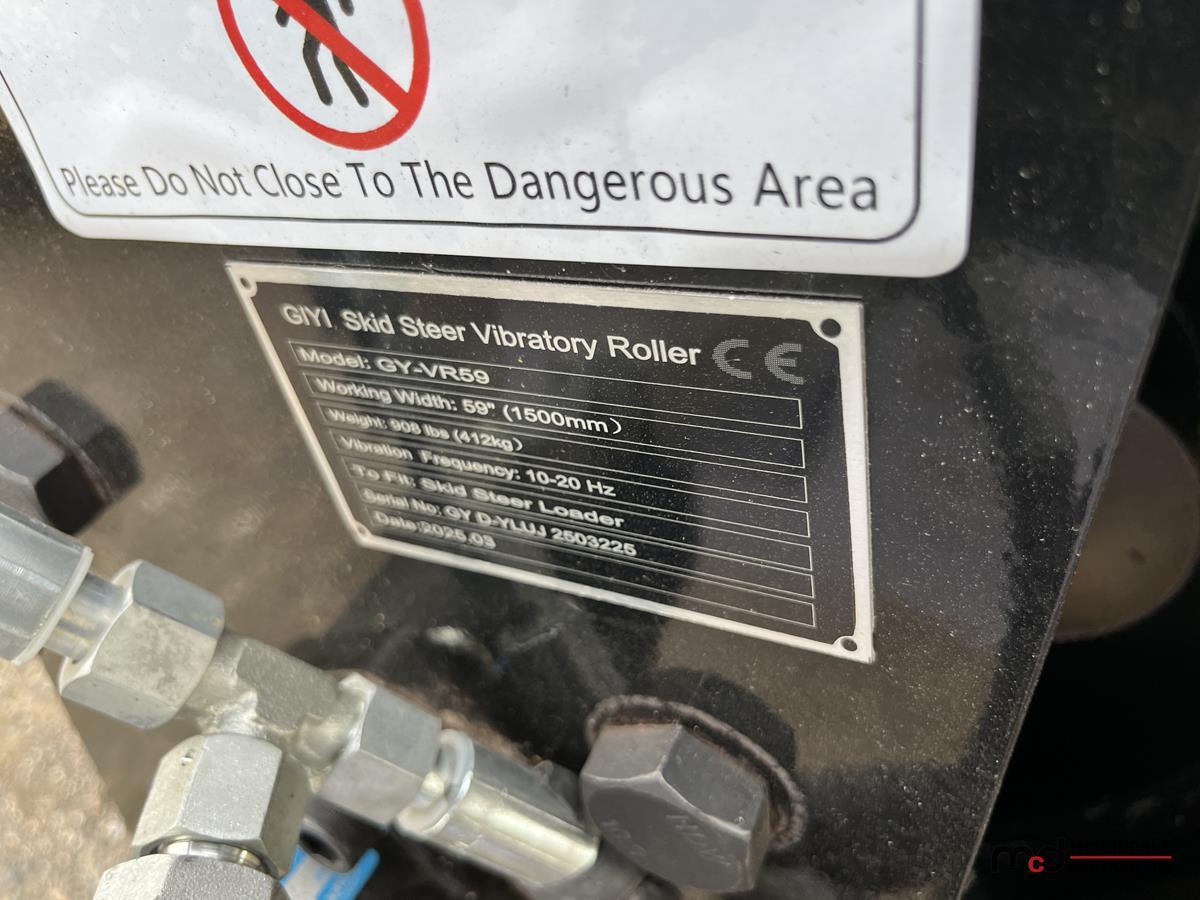 Please Do Not Close To The Dangerous Area
GIYI Skid Steer Vibratory Roller CE
Model: GY-VR59
Working Width: 59" (1500mm)
Weight: 908 lbs (412kg)
Vibration Frequency: 10-20 Hz
To Fit: Skid Steer Loader
Serial No: GY D-YLUJ 2503225
Date:2025.03
mcd